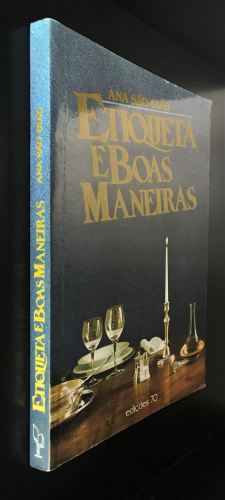 ANA SÃO GIÃO
ETIQUETA
E BOAS
MANEIRAS
edições 70
ETIQUETA E BOAS MANEIRAS
ANA SÃO GIÃO